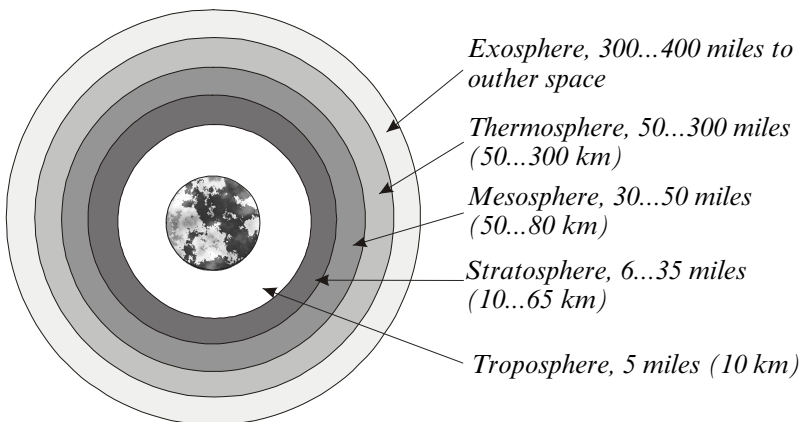 Exosphere, 300...400 miles to
outher space
Thermosphere, 50...300 miles
(50...300 km)
Mesosphere, 30...50 miles
(50...80 km)
Stratosphere, 6...35 miles
(10...65 km)
Troposphere, 5 miles (10 km)